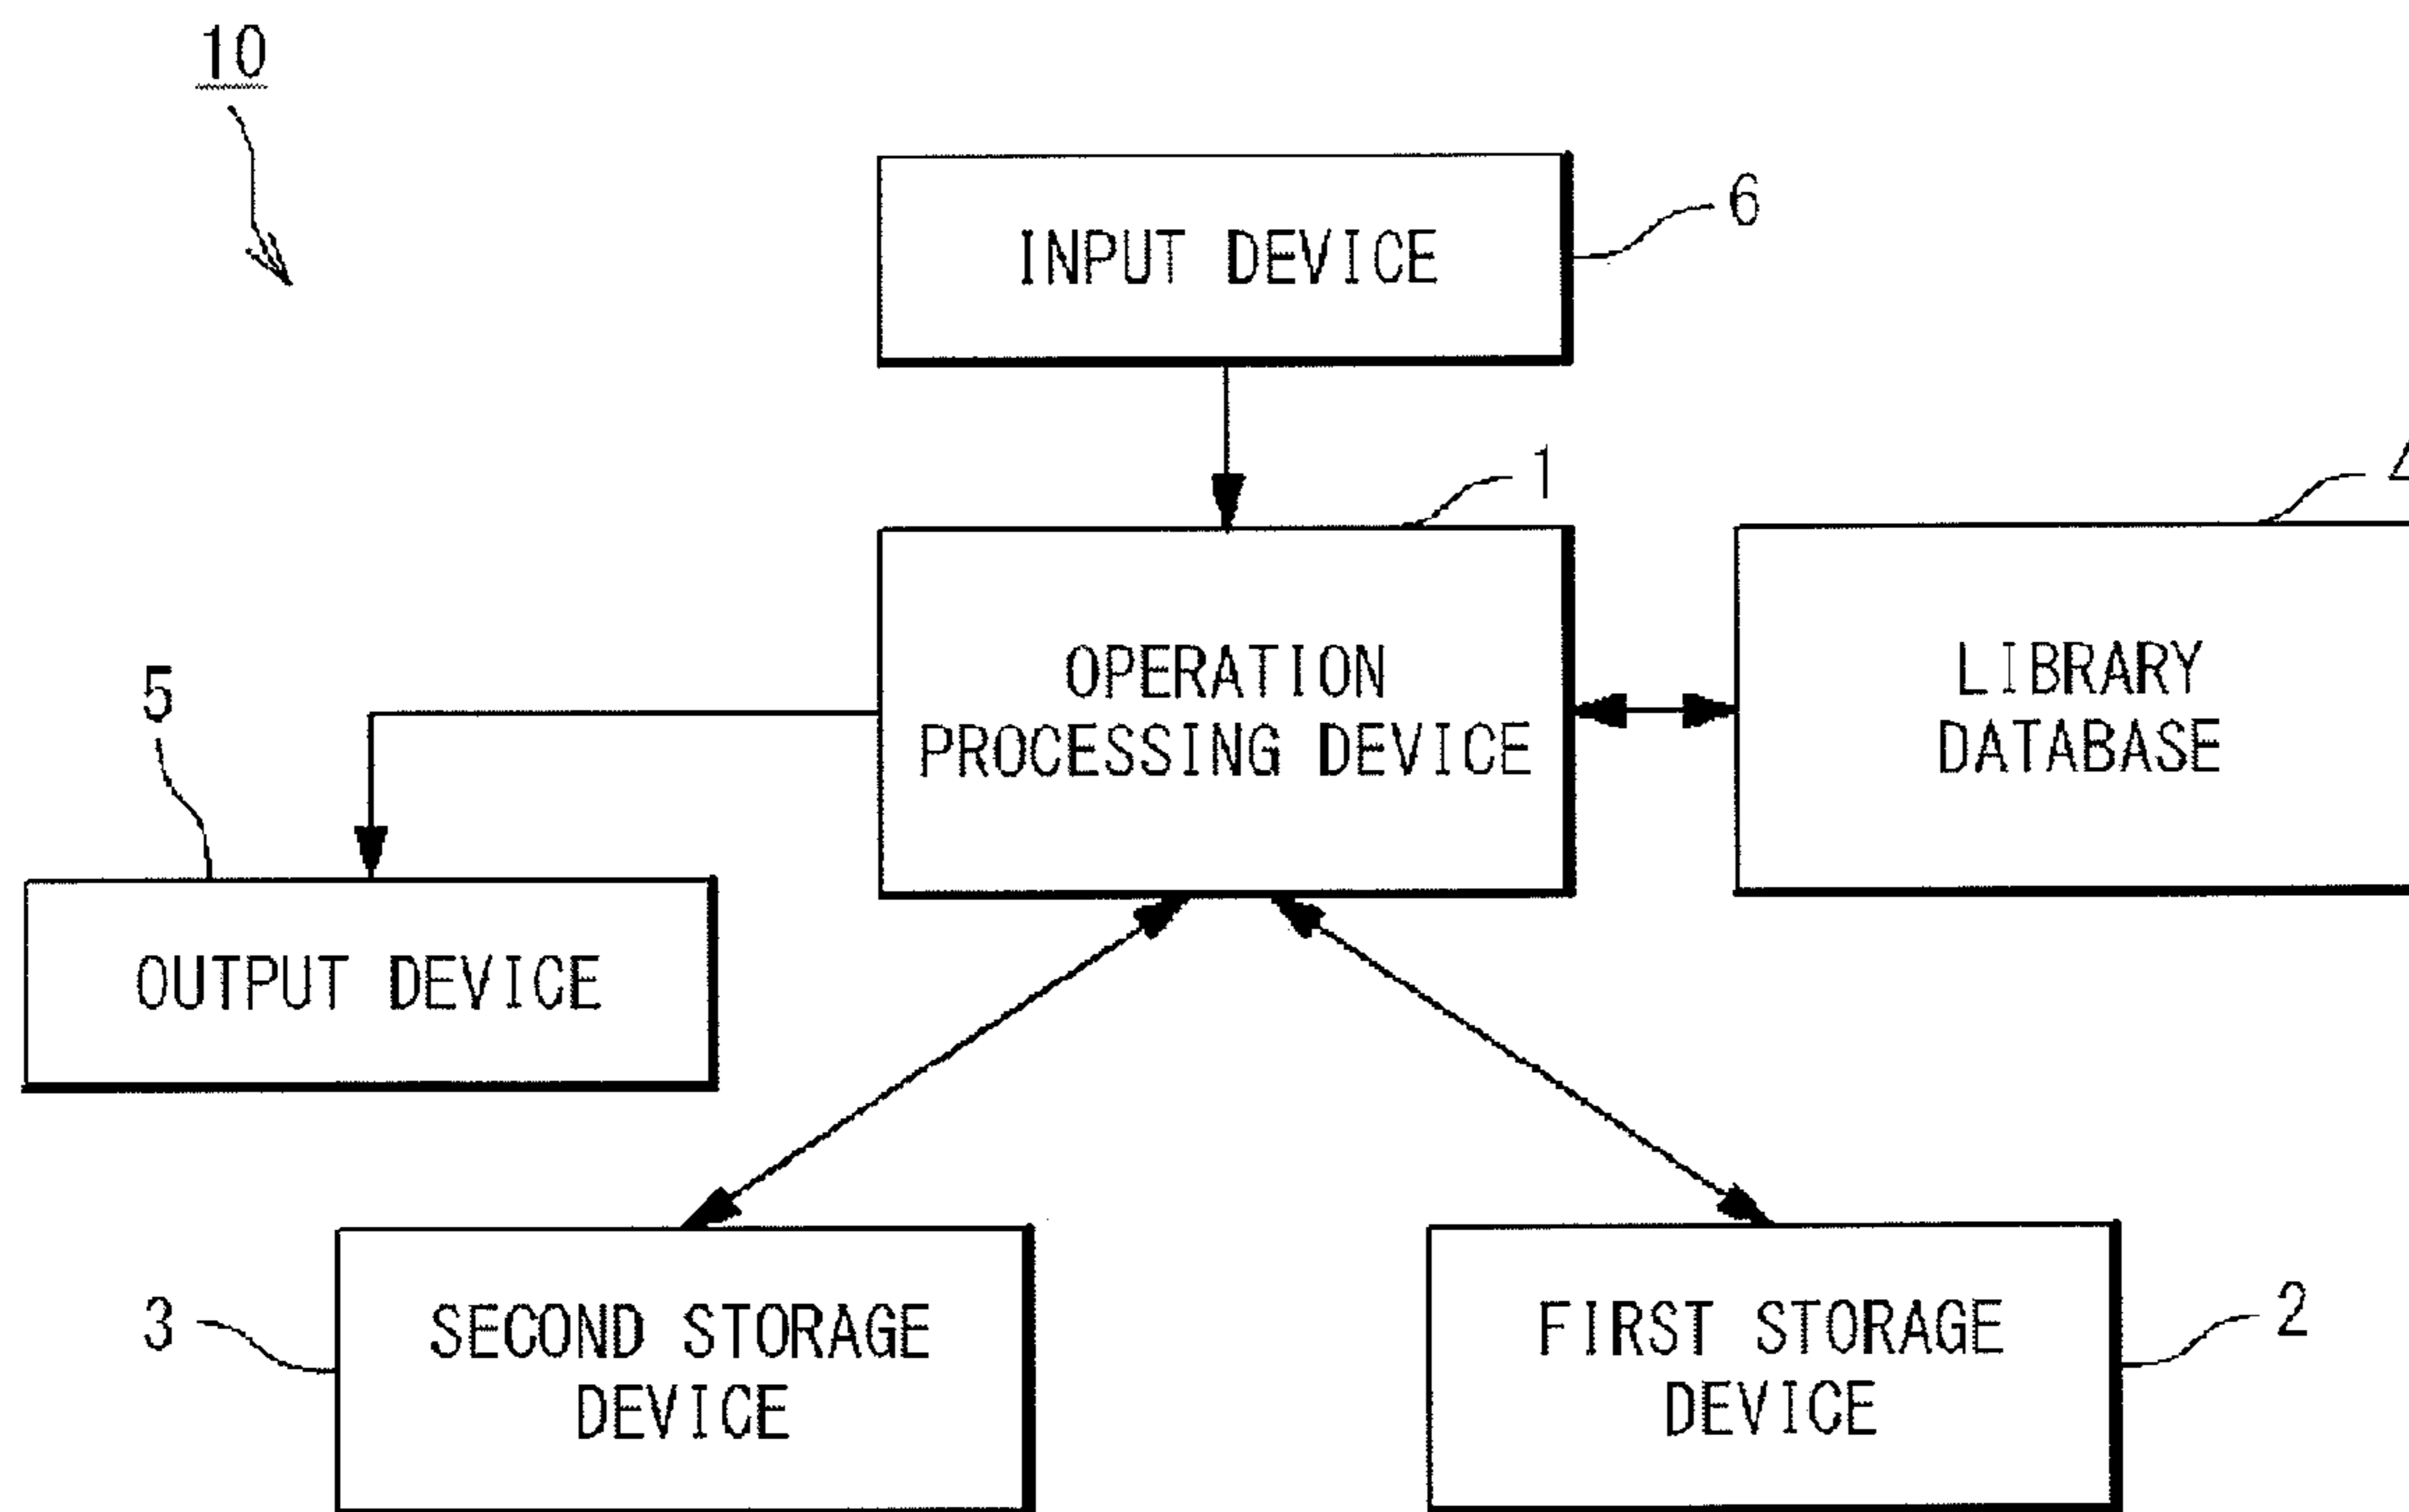 10
INPUT DEVICE
6
1
4
OPERATION
PROCESSING DEVICE
LIBRARY
DATABASE
5
OUTPUT DEVICE
3
SECOND STORAGE
DEVICE
FIRST STORAGE
DEVICE
2